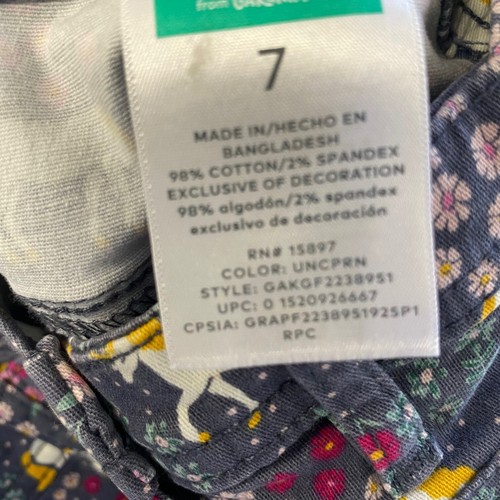 from
7
MADE IN/HECHO EN
BANGLADESH
98% COTTON/2% SPANDEX
EXCLUSIVE OF DECORATION
98% algodón/2% spandex
exclusivo de decoración
RN# 15897
COLOR: UNCPRN
STYLE: GAKGF2238951
UPC: 0 1520926667
CPSIA: GRAPF2238951925P1
RPC